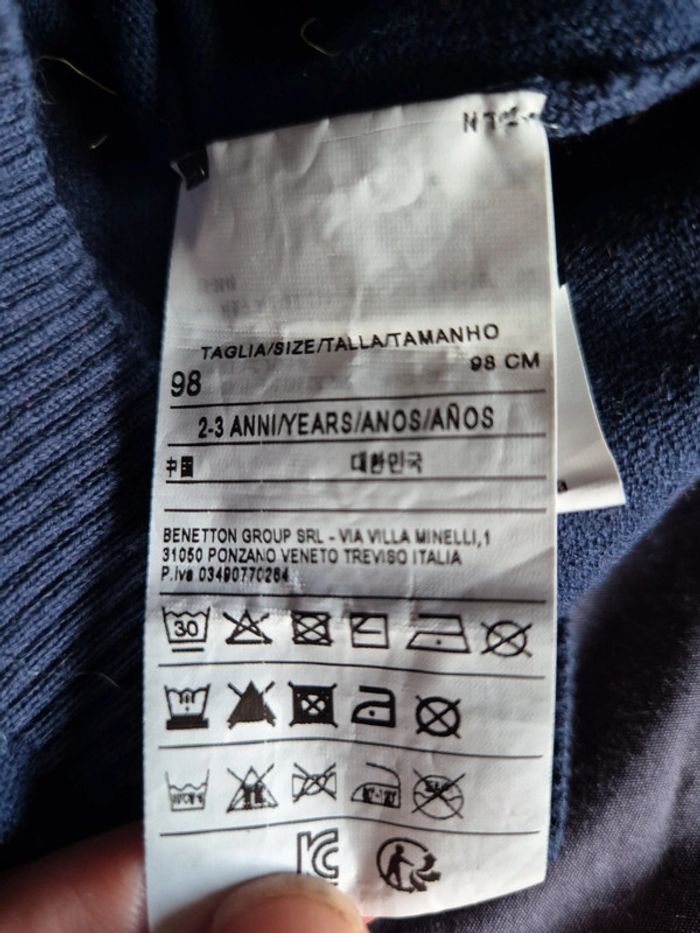 TAGLIA/SIZE/TALLA/TAMANHO
98 98 CM
2-3 ANNI/YEARS/ANOS/AÑOS
中国 대한민국
BENETTON GROUP SRL - VIA VILLA MINELLI,1
31050 PONZANO VENETO TREVISO ITALIA
P.iva 03490770264
30